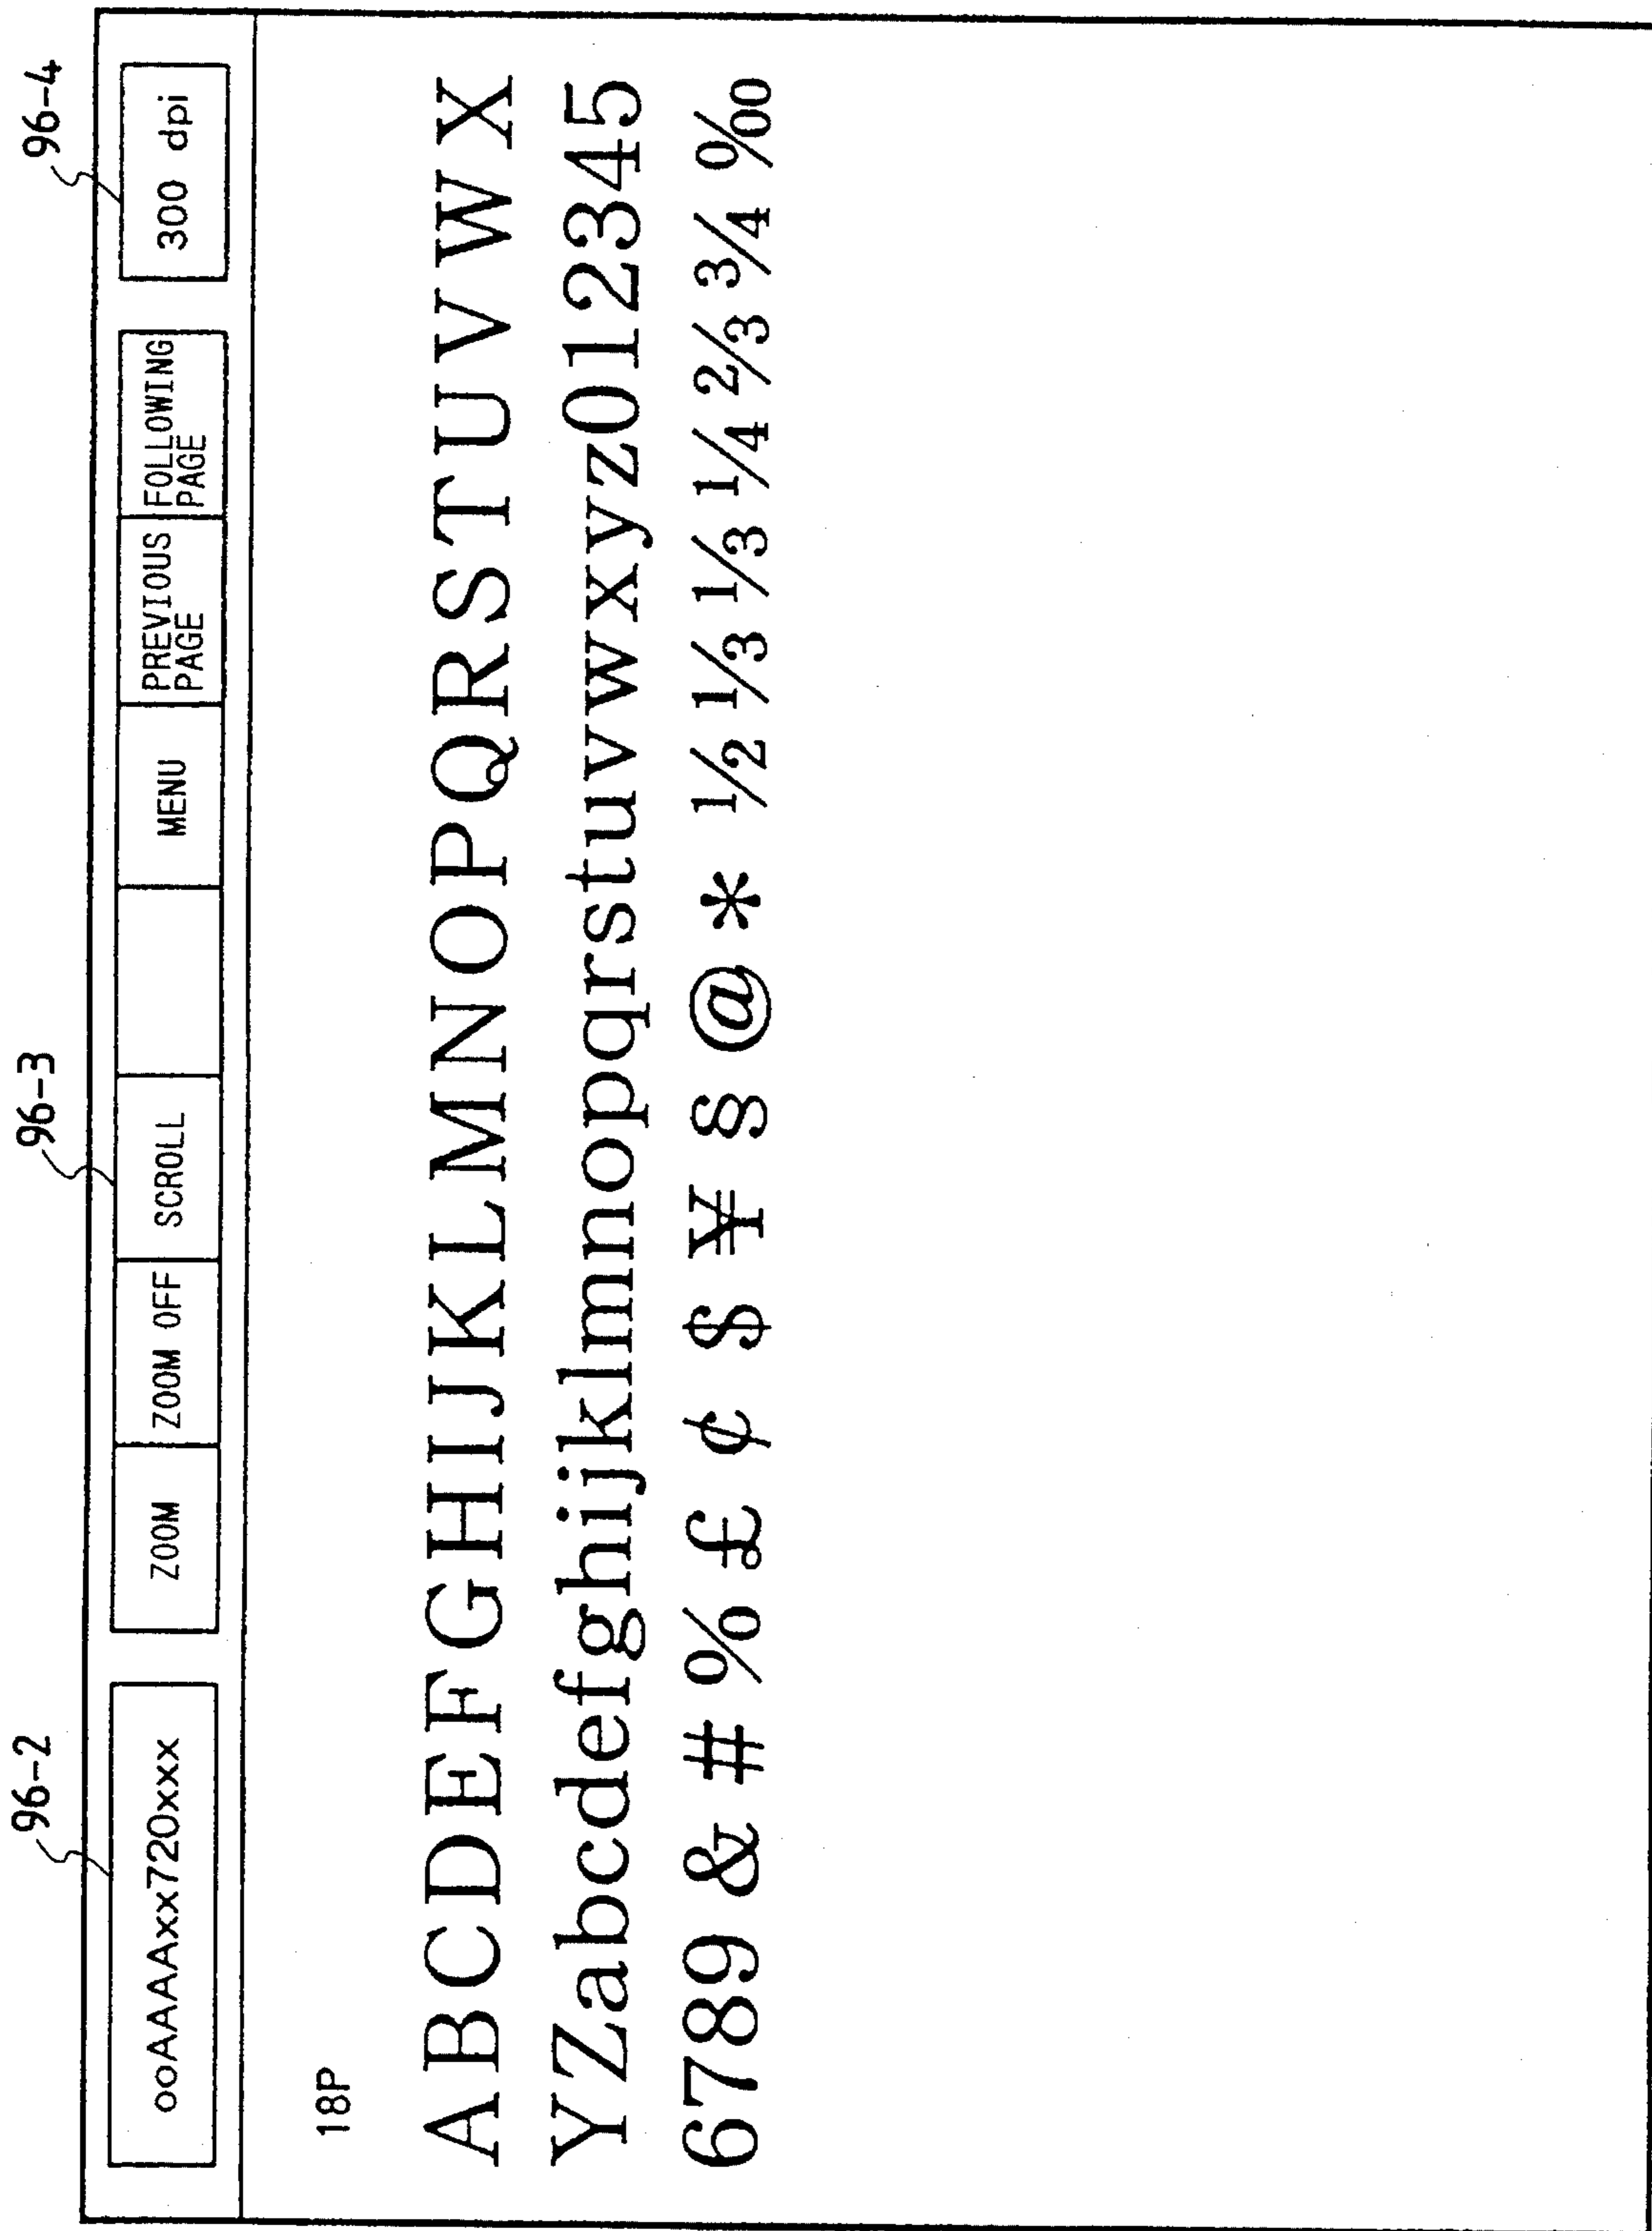 96-2 96-3 96-4
ooAAAxx720xxx ZOOM ZOOM OFF SCROLL MENU PREVIOUS PAGE FOLLOWING PAGE 300 dpi
18P
ABCDEFGHIJKLMNOPQRSTUVWX
YZabcdefghijklmnopqrstuvwxyz012345
6789 & # % £ ¢ $ ¥ § @ * ½ ⅓ ⅓ ¼ ⅔ ¾ ‰